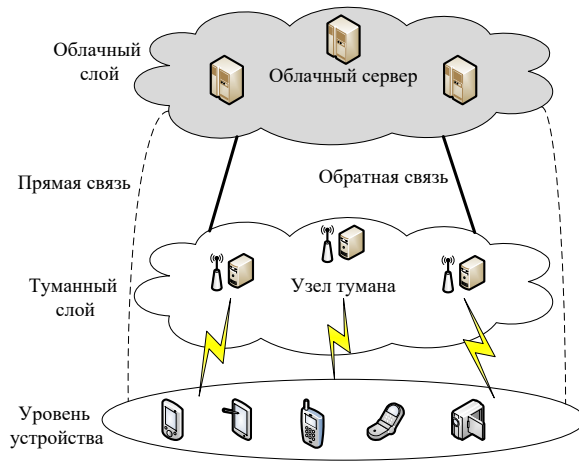 Облачный
слой
Облачный сервер
Прямая связь
Обратная связь
Туманный
слой
Узел тумана
Уровень
устройства